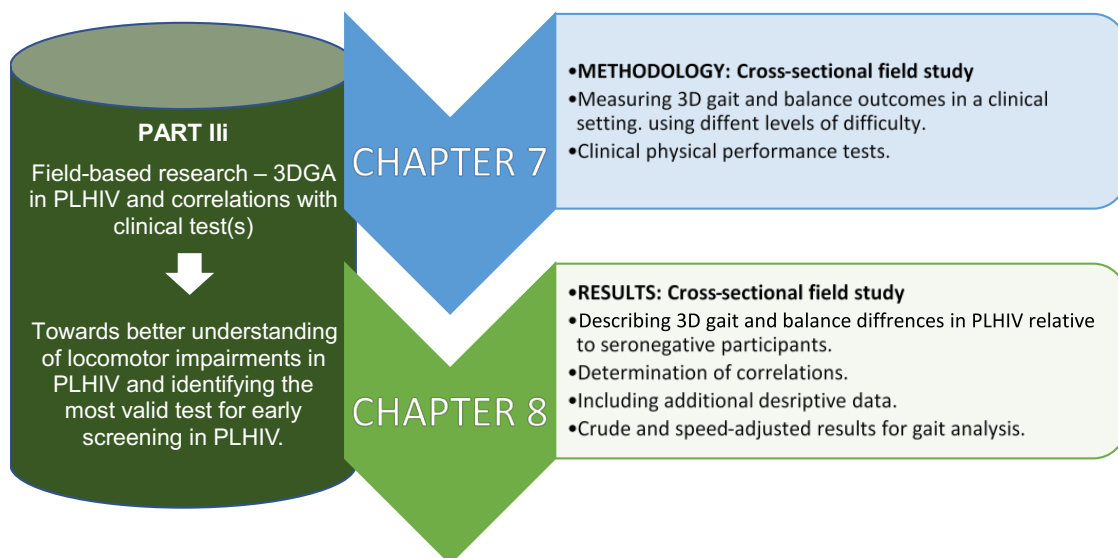 PART IIi
Field-based research – 3DGA
in PLHIV and correlations with
clinical test(s)
Towards better understanding
of locomotor impairments in
PLHIV and identifying the
most valid test for early
screening in PLHIV.
CHAPTER 7
•METHODOLOGY: Cross-sectional field study
•Measuring 3D gait and balance outcomes in a clinical
setting. using diffent levels of difficulty.
•Clinical physical performance tests.
CHAPTER 8
•RESULTS: Cross-sectional field study
•Describing 3D gait and balance diffrences in PLHIV relative
to seronegative participants.
•Determination of correlations.
•Including additional desriptive data.
•Crude and speed-adjusted results for gait analysis.